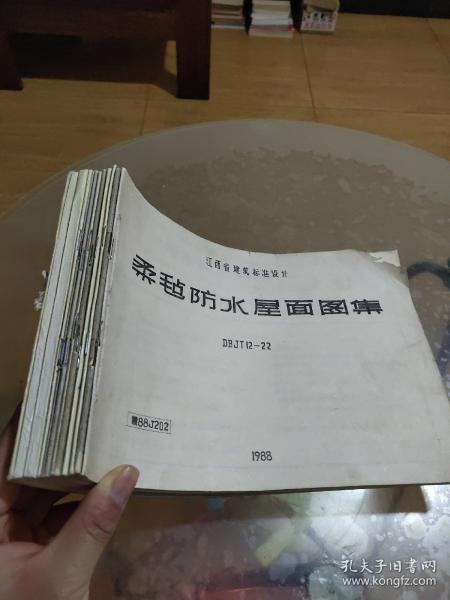 江西省建筑标准设计
柔毡防水屋面图集
DBJT12-22
赣88J202
1988
孔夫子旧书网
www.kongfz.com